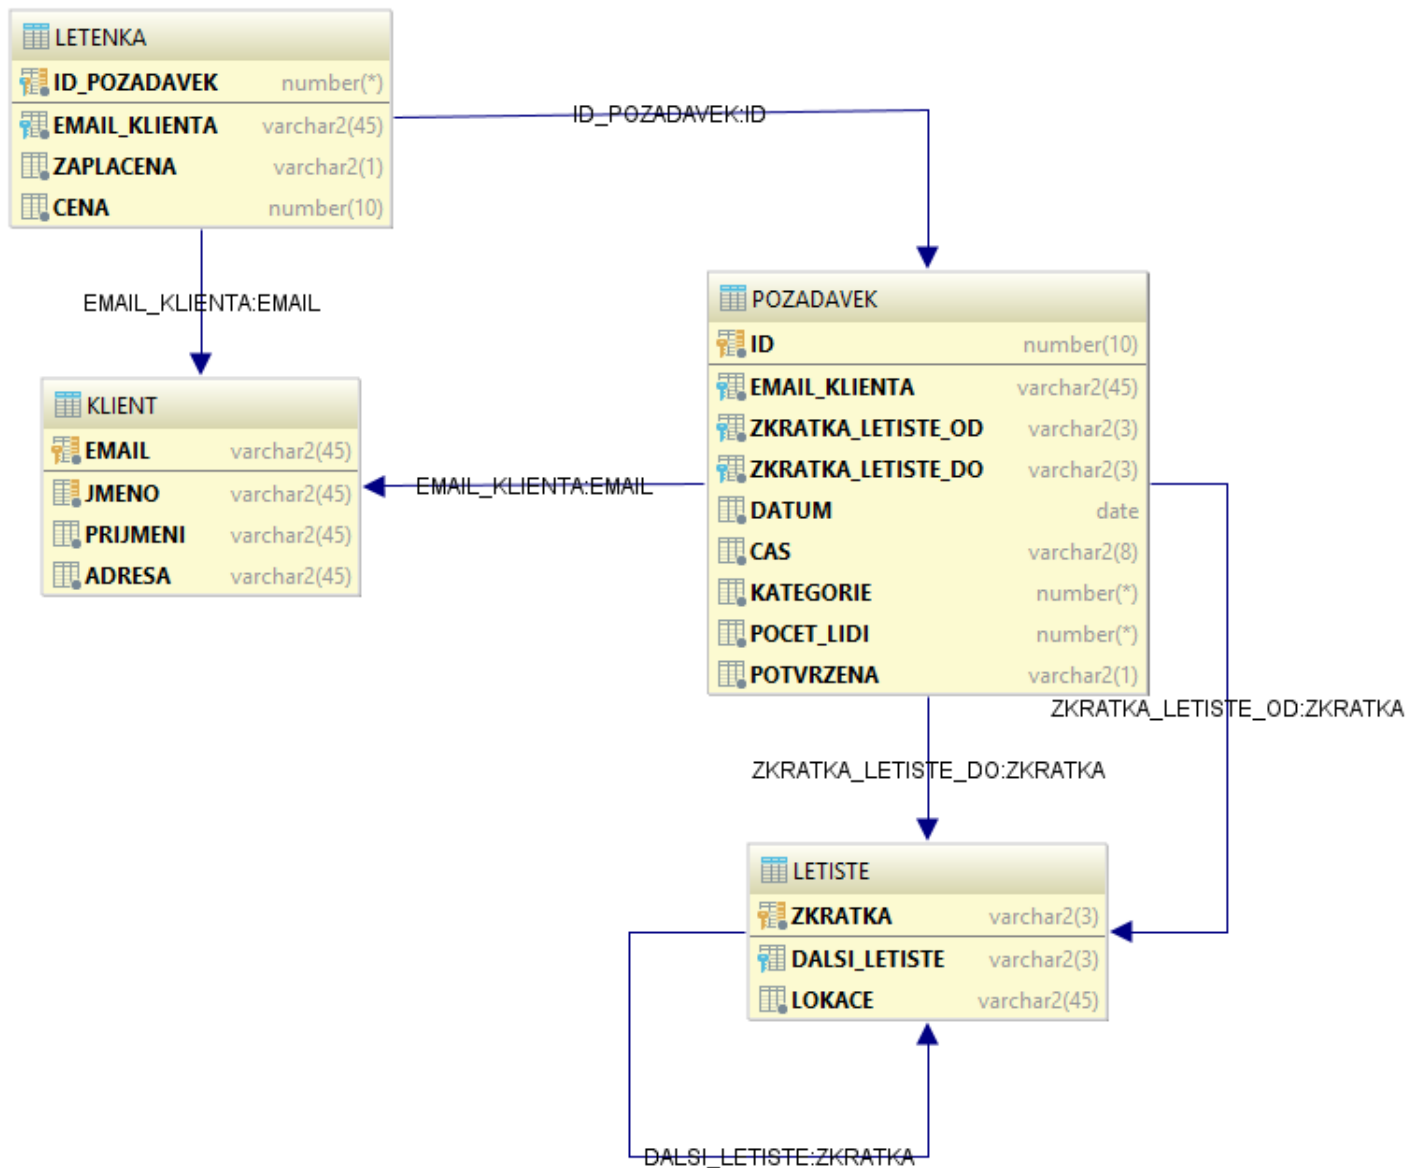 LETENKA
ID_POZADAVEK number(*)
EMAIL_KLIENTA varchar2(45)
ZAPLACENA varchar2(1)
CENA number(10)
ID_POZADAVEK:ID
EMAIL_KLIENTA:EMAIL
POZADAVEK
ID number(10)
EMAIL_KLIENTA varchar2(45)
ZKRATKA_LETISTE_OD varchar2(3)
ZKRATKA_LETISTE_DO varchar2(3)
DATUM date
CAS varchar2(8)
KATEGORIE number(*)
POCET_LIDI number(*)
POTVRZENA varchar2(1)
KLIENT
EMAIL varchar2(45)
JMENO varchar2(45)
PRIJMENI varchar2(45)
ADRESA varchar2(45)
EMAIL_KLIENTA:EMAIL
ZKRATKA_LETISTE_OD:ZKRATKA
ZKRATKA_LETISTE_DO:ZKRATKA
LETISTE
ZKRATKA varchar2(3)
DALSI_LETISTE varchar2(3)
LOKACE varchar2(45)
DALSI_LETISTE:ZKRATKA